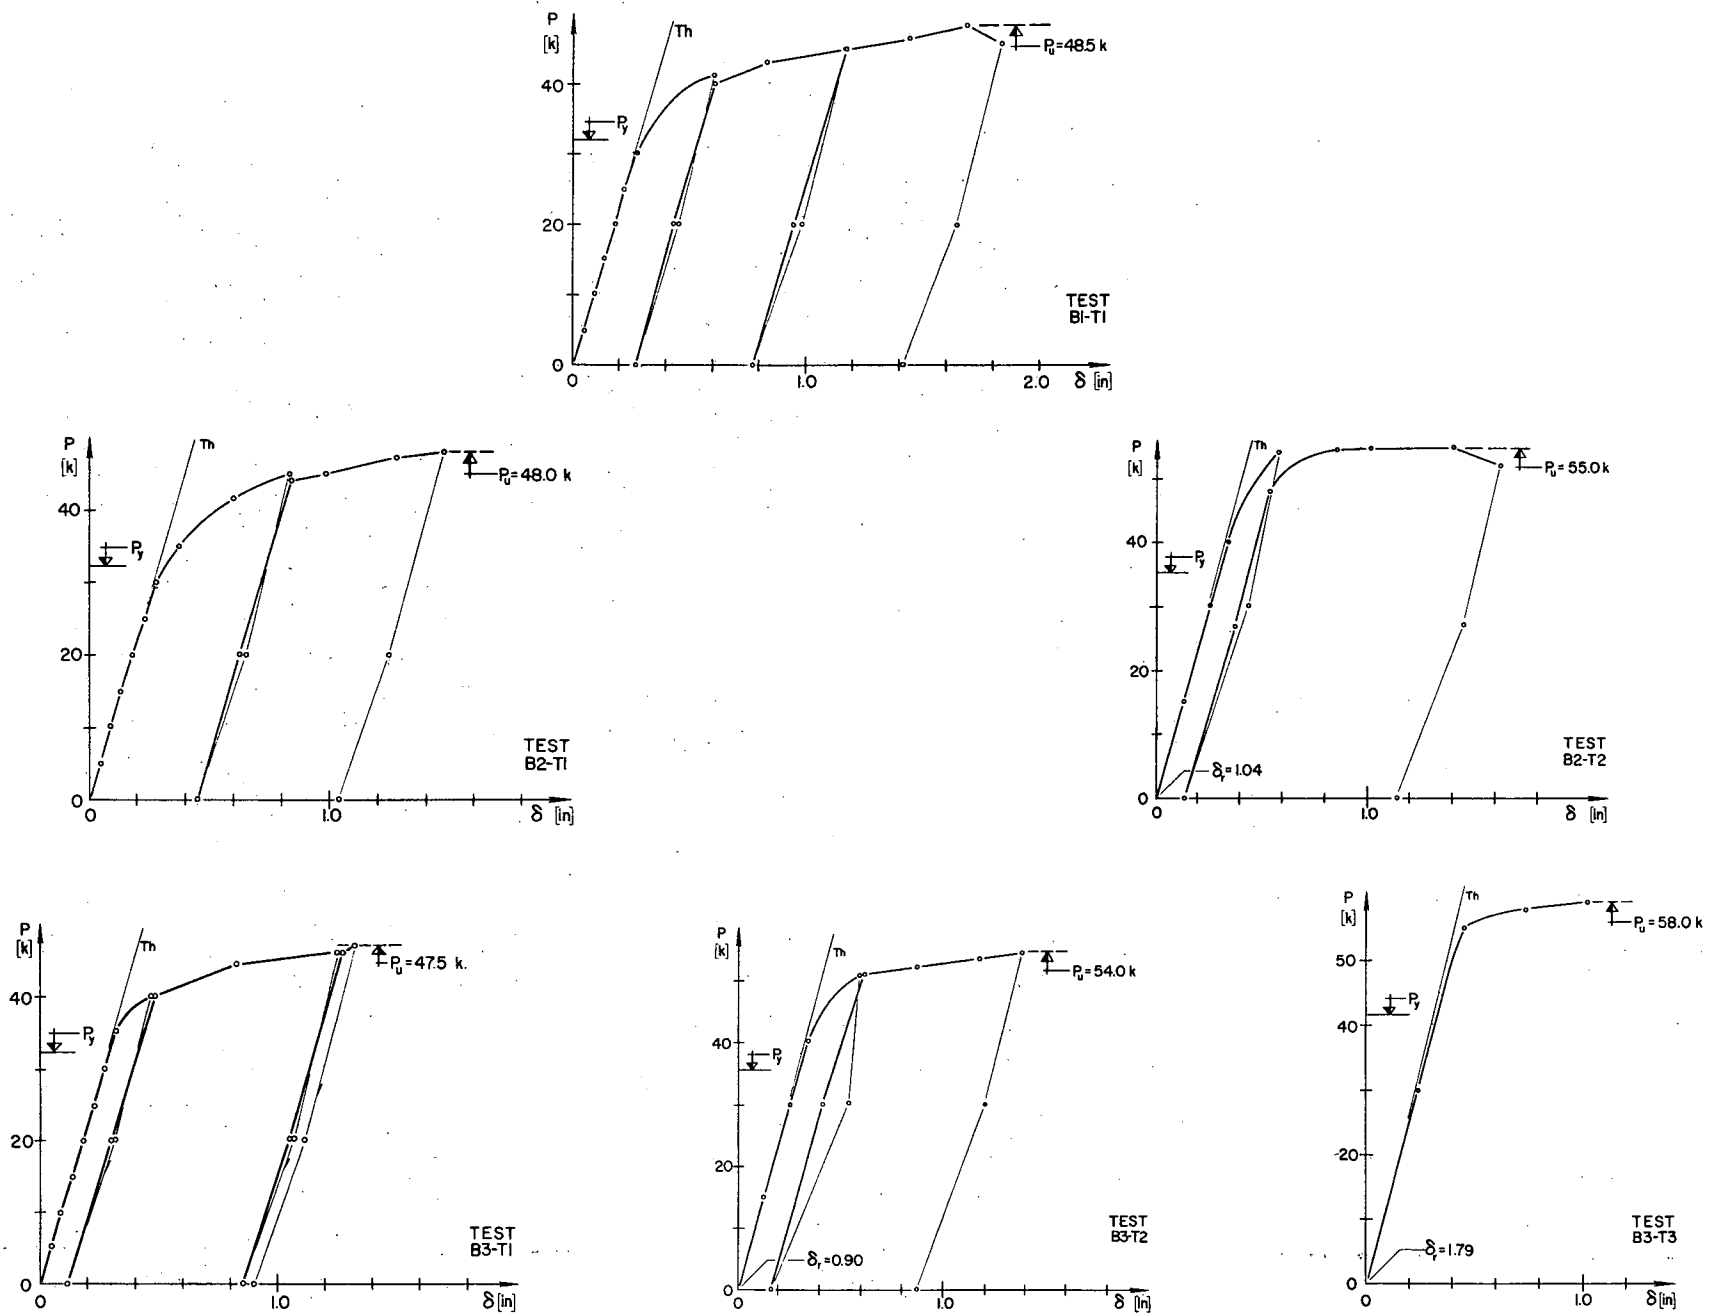 P
[k]
Th
Pu=48.5 k
40
Py
20
TEST
B1-T1
0
0 1.0 2.0 δ [in]
P
[k]
Th
Pu=48.0 k
40
Py
20
TEST
B2-T1
0
0 1.0 δ [in]
P
[k]
Th
Pu=55.0 k
40
Py
20
TEST
B2-T2
δr=1.04
0
0 1.0 δ [in]
P
[k]
Th
Pu=47.5 k.
40
Py
20
TEST
B3-T1
0
0 1.0 δ [in]
P
[k]
Th
Pu=54.0 k
40
Py
20
TEST
B3-T2
δr=0.90
0
0 1.0 δ [in]
P
[k]
Th
Pu=58.0 k
50
Py
40
20
TEST
B3-T3
δr=1.79
0
0 1.0 δ [in]